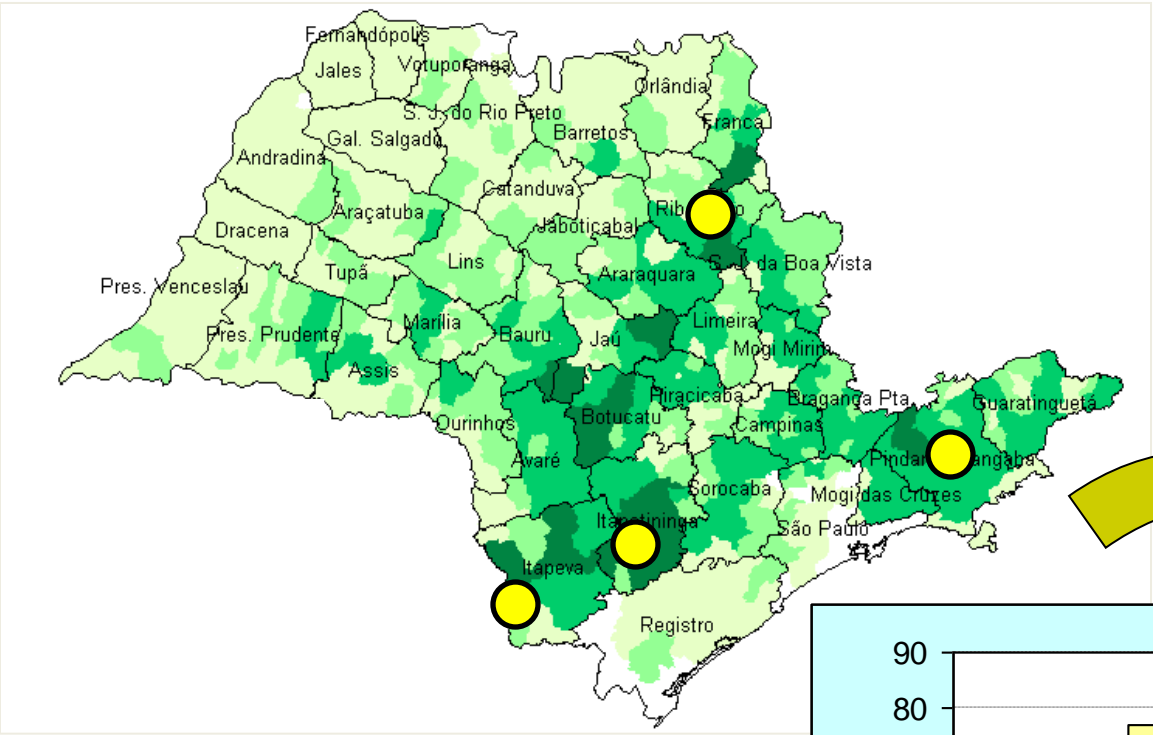 Fernandópolis
Votuporanga
Jales
Orlândia
S. J. do Rio Preto
Franca
Barretos
Gal. Salgado
Andradina
Catanduva
Araçatuba
Jaboticabal
Dracena
Lins
S. J. da Boa Vista
Tupã
Araraquara
Pres. Venceslau
Marília
Limeira
Pres. Prudente
Bauru
Jaú
Mogi Mirim
Assis
Piracicaba
Bragança Pta.
Guaratinguetá
Botucatu
Ourinhos
Campinas
Avaré
Sorocaba
Mogi das Cruzes
Itapetininga
São Paulo
Itapeva
Registro
90
80